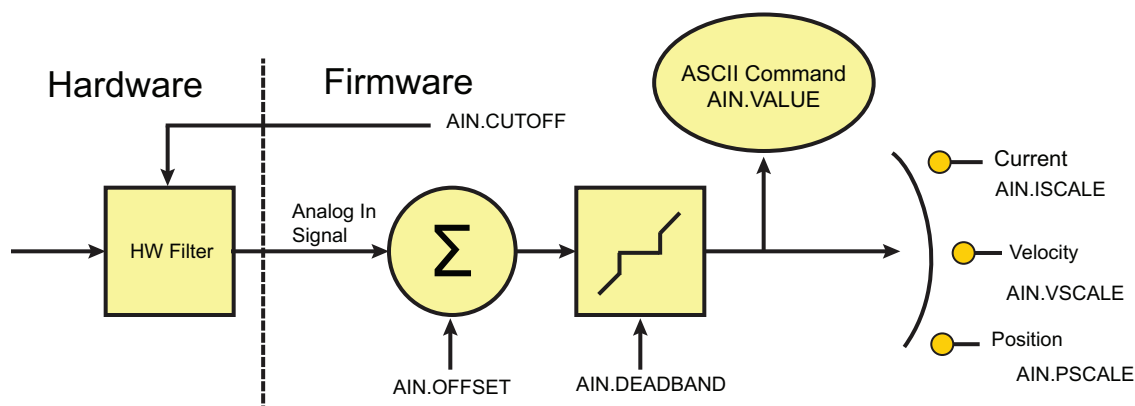 Hardware
Firmware
ASCII Command
AIN.VALUE
AIN.CUTOFF
HW Filter
Analog In
Signal
Σ
AIN.OFFSET
AIN.DEADBAND
Current
AIN.ISCALE
Velocity
AIN.VSCALE
Position
AIN.PSCALE